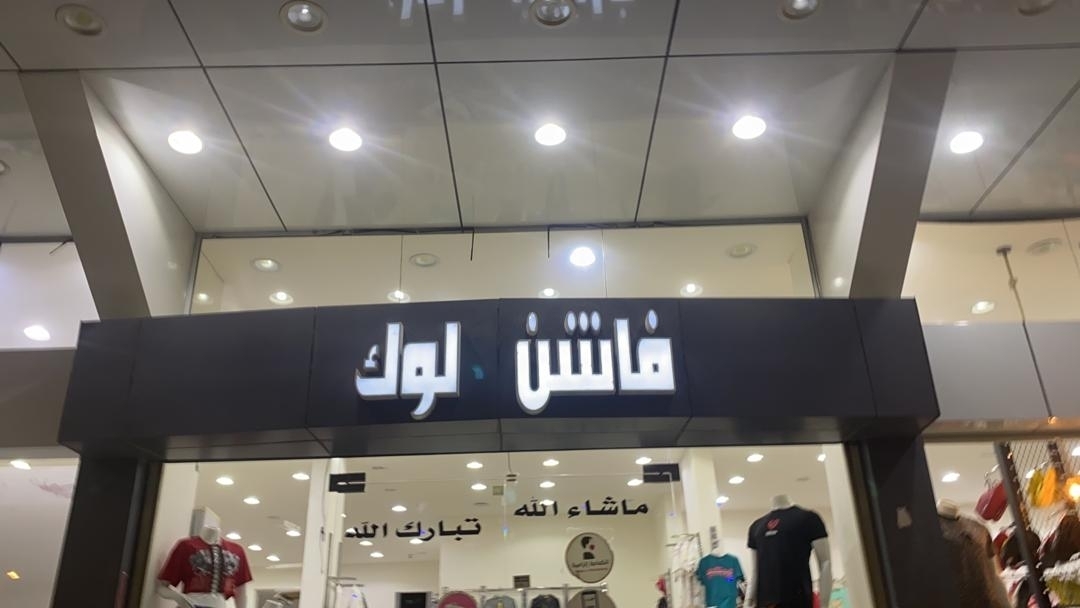 فاشن لوك
ماشاء الله
تبارك الله